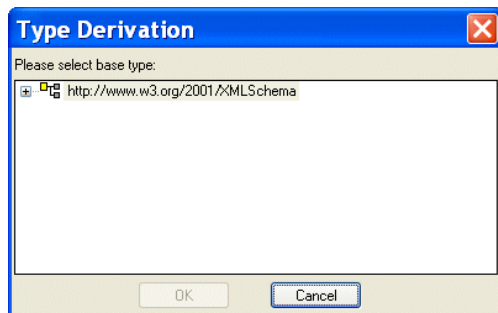 Type Derivation
Please select base type:
http://www.w3.org/2001/XMLSchema
OK
Cancel